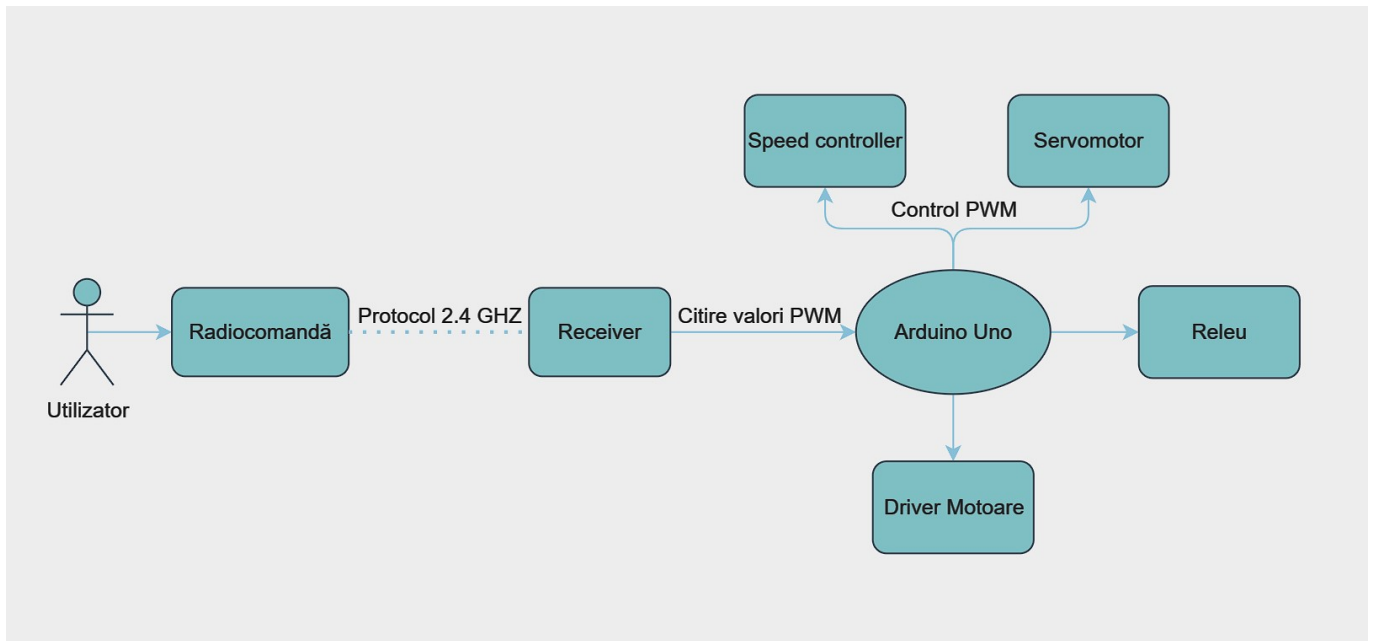 Speed controller
Servomotor
Control PWM
Radiocomandă
Protocol 2.4 GHZ
Receiver
Citire valori PWM
Arduino Uno
Releu
Utilizator
Driver Motoare